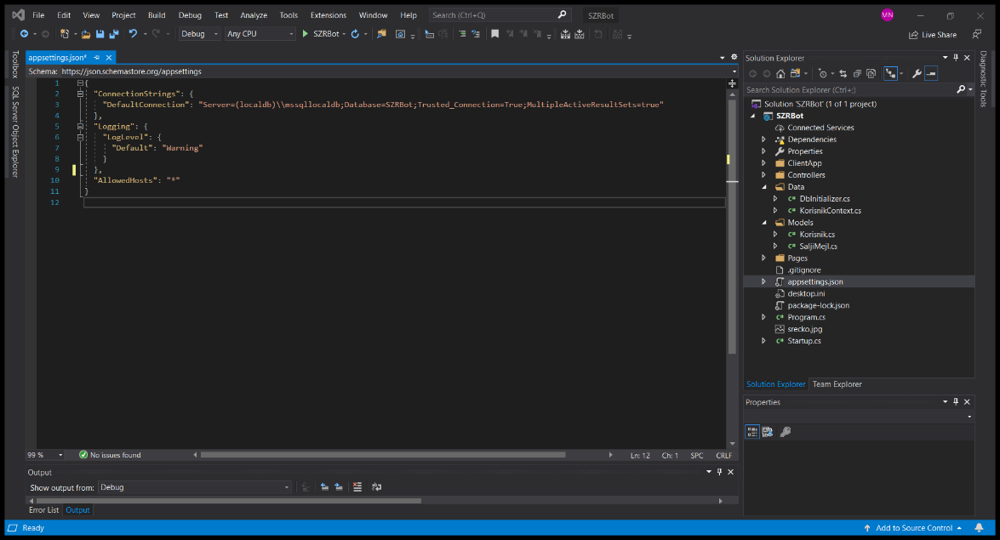 File Edit View Project Build Debug Test Analyze Tools Extensions Window Help Search (Ctrl+Q) SZRBot MN
Debug Any CPU SZRBot Live Share
Toolbox
SQL Server Object Explorer
appsettings.json*
Schema: https://json.schemastore.org/appsettings
1 {
2 "ConnectionStrings": {
3 "DefaultConnection": "Server=(localdb)\\mssqllocaldb;Database=SZRBot;Trusted_Connection=True;MultipleActiveResultSets=true"
4 },
5 "Logging": {
6 "LogLevel": {
7 "Default": "Warning"
8 }
9 },
10 "AllowedHosts": "*"
11 }
12
99 % No issues found Ln: 12 Ch: 1 SPC CRLF
Output
Show output from: Debug
Error List Output
Solution Explorer
Search Solution Explorer (Ctrl+;)
Solution 'SZRBot' (1 of 1 project)
SZRBot
Connected Services
Dependencies
Properties
ClientApp
Controllers
Data
C# DbInitializer.cs
C# KorisnikContext.cs
Models
C# Korisnik.cs
C# SaljiMejl.cs
Pages
.gitignore
appsettings.json
desktop.ini
package-lock.json
C# Program.cs
srecko.jpg
C# Startup.cs
Solution Explorer Team Explorer
Properties
Diagnostic Tools
Ready Add to Source Control